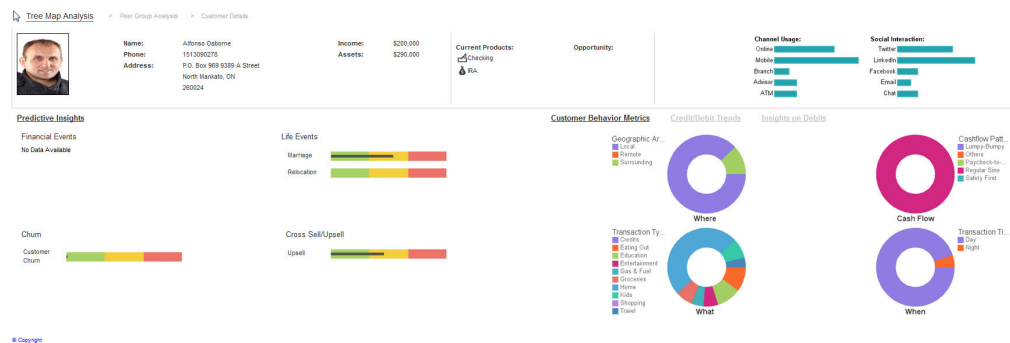 Tree Map Analysis > Peer Group Analysis > Customer Details
Name: Alfonso Osborne
Phone: 1513090278
Address: P.O. Box 969 9389 A Street
North Mankato, ON
260024
Income: $200,000
Assets: $290,000
Current Products:
Checking
IRA
Opportunity:
Channel Usage:
Online
Mobile
Branch
Advisor
ATM
Social Interaction:
Twitter
LinkedIn
Facebook
Email
Chat
Predictive Insights
Financial Events
No Data Available
Life Events
Marriage
Relocation
Churn
Customer
Churn
Cross Sell/Upsell
Upsell
Customer Behavior Metrics
Credit/Debit Trends
Insights on Debits
Geographic Ar...
Local
Remote
Surrounding
Where
Cashflow Patt...
Lumpy-Bumpy
Others
Paycheck-to-...
Regular Sine
Safety First
Cash Flow
Transaction Ty...
Credits
Eating Out
Education
Entertainment
Gas & Fuel
Groceries
Home
Kids
Shopping
Travel
What
Transaction Ti...
Day
Night
When
© Copyright